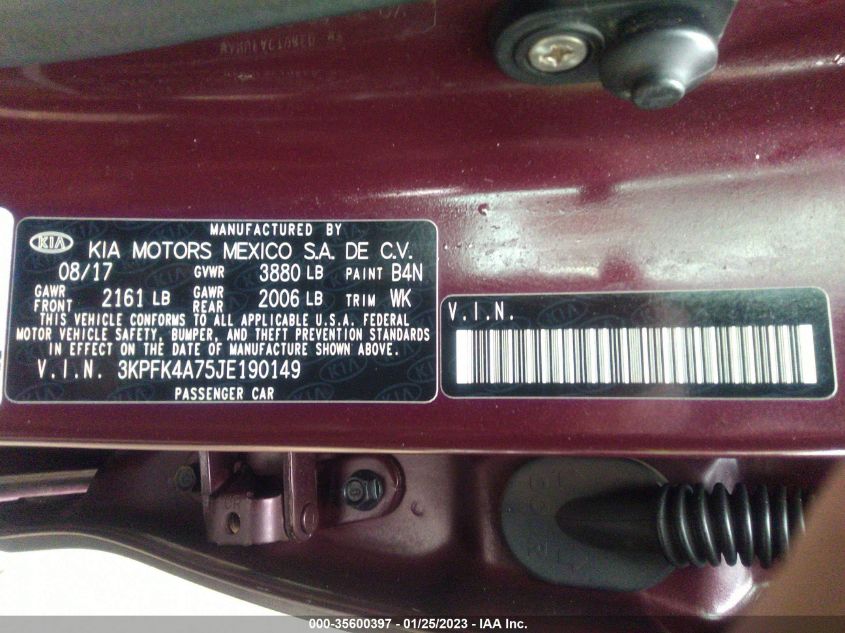 MANUFACTURED BY
KIA KIA MOTORS MEXICO S.A. DE C.V.
08/17 GVWR 3880 LB PAINT B4N
GAWR FRONT 2161 LB GAWR REAR 2006 LB TRIM WK
THIS VEHICLE CONFORMS TO ALL APPLICABLE U.S.A. FEDERAL
MOTOR VEHICLE SAFETY, BUMPER, AND THEFT PREVENTION STANDARDS
IN EFFECT ON THE DATE OF MANUFACTURE SHOWN ABOVE.
V.I.N. 3KPFK4A75JE190149
PASSENGER CAR
V.I.N.
000-35600397 - 01/25/2023 - IAA Inc.